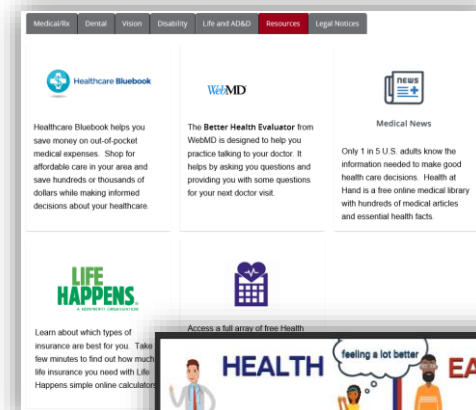 Medical/Rx Dental Vision Disability Life and AD&D Resources Legal Notices
Healthcare Bluebook
Healthcare Bluebook helps you
save money on out-of-pocket
medical expenses. Shop for
affordable care in your area and
save hundreds or thousands of
dollars while making informed
decisions about your healthcare.
WebMD
The Better Health Evaluator from
WebMD is designed to help you
practice talking to your doctor. It
helps by asking you questions and
providing you with some questions
for your next doctor visit.
NEWS
Medical News
Only 1 in 5 U.S. adults know the
information needed to make good
health care decisions. Health at
Hand is a free online medical library
with hundreds of medical articles
and essential health facts.
LIFE
HAPPENS
A NONPROFIT ORGANIZATION
Learn about which types of
insurance are best for you. Take
few minutes to find out how much
life insurance you need with Life
Happens simple online calculators
Access a full array of free Health
HEALTH
feeling a lot better
EA